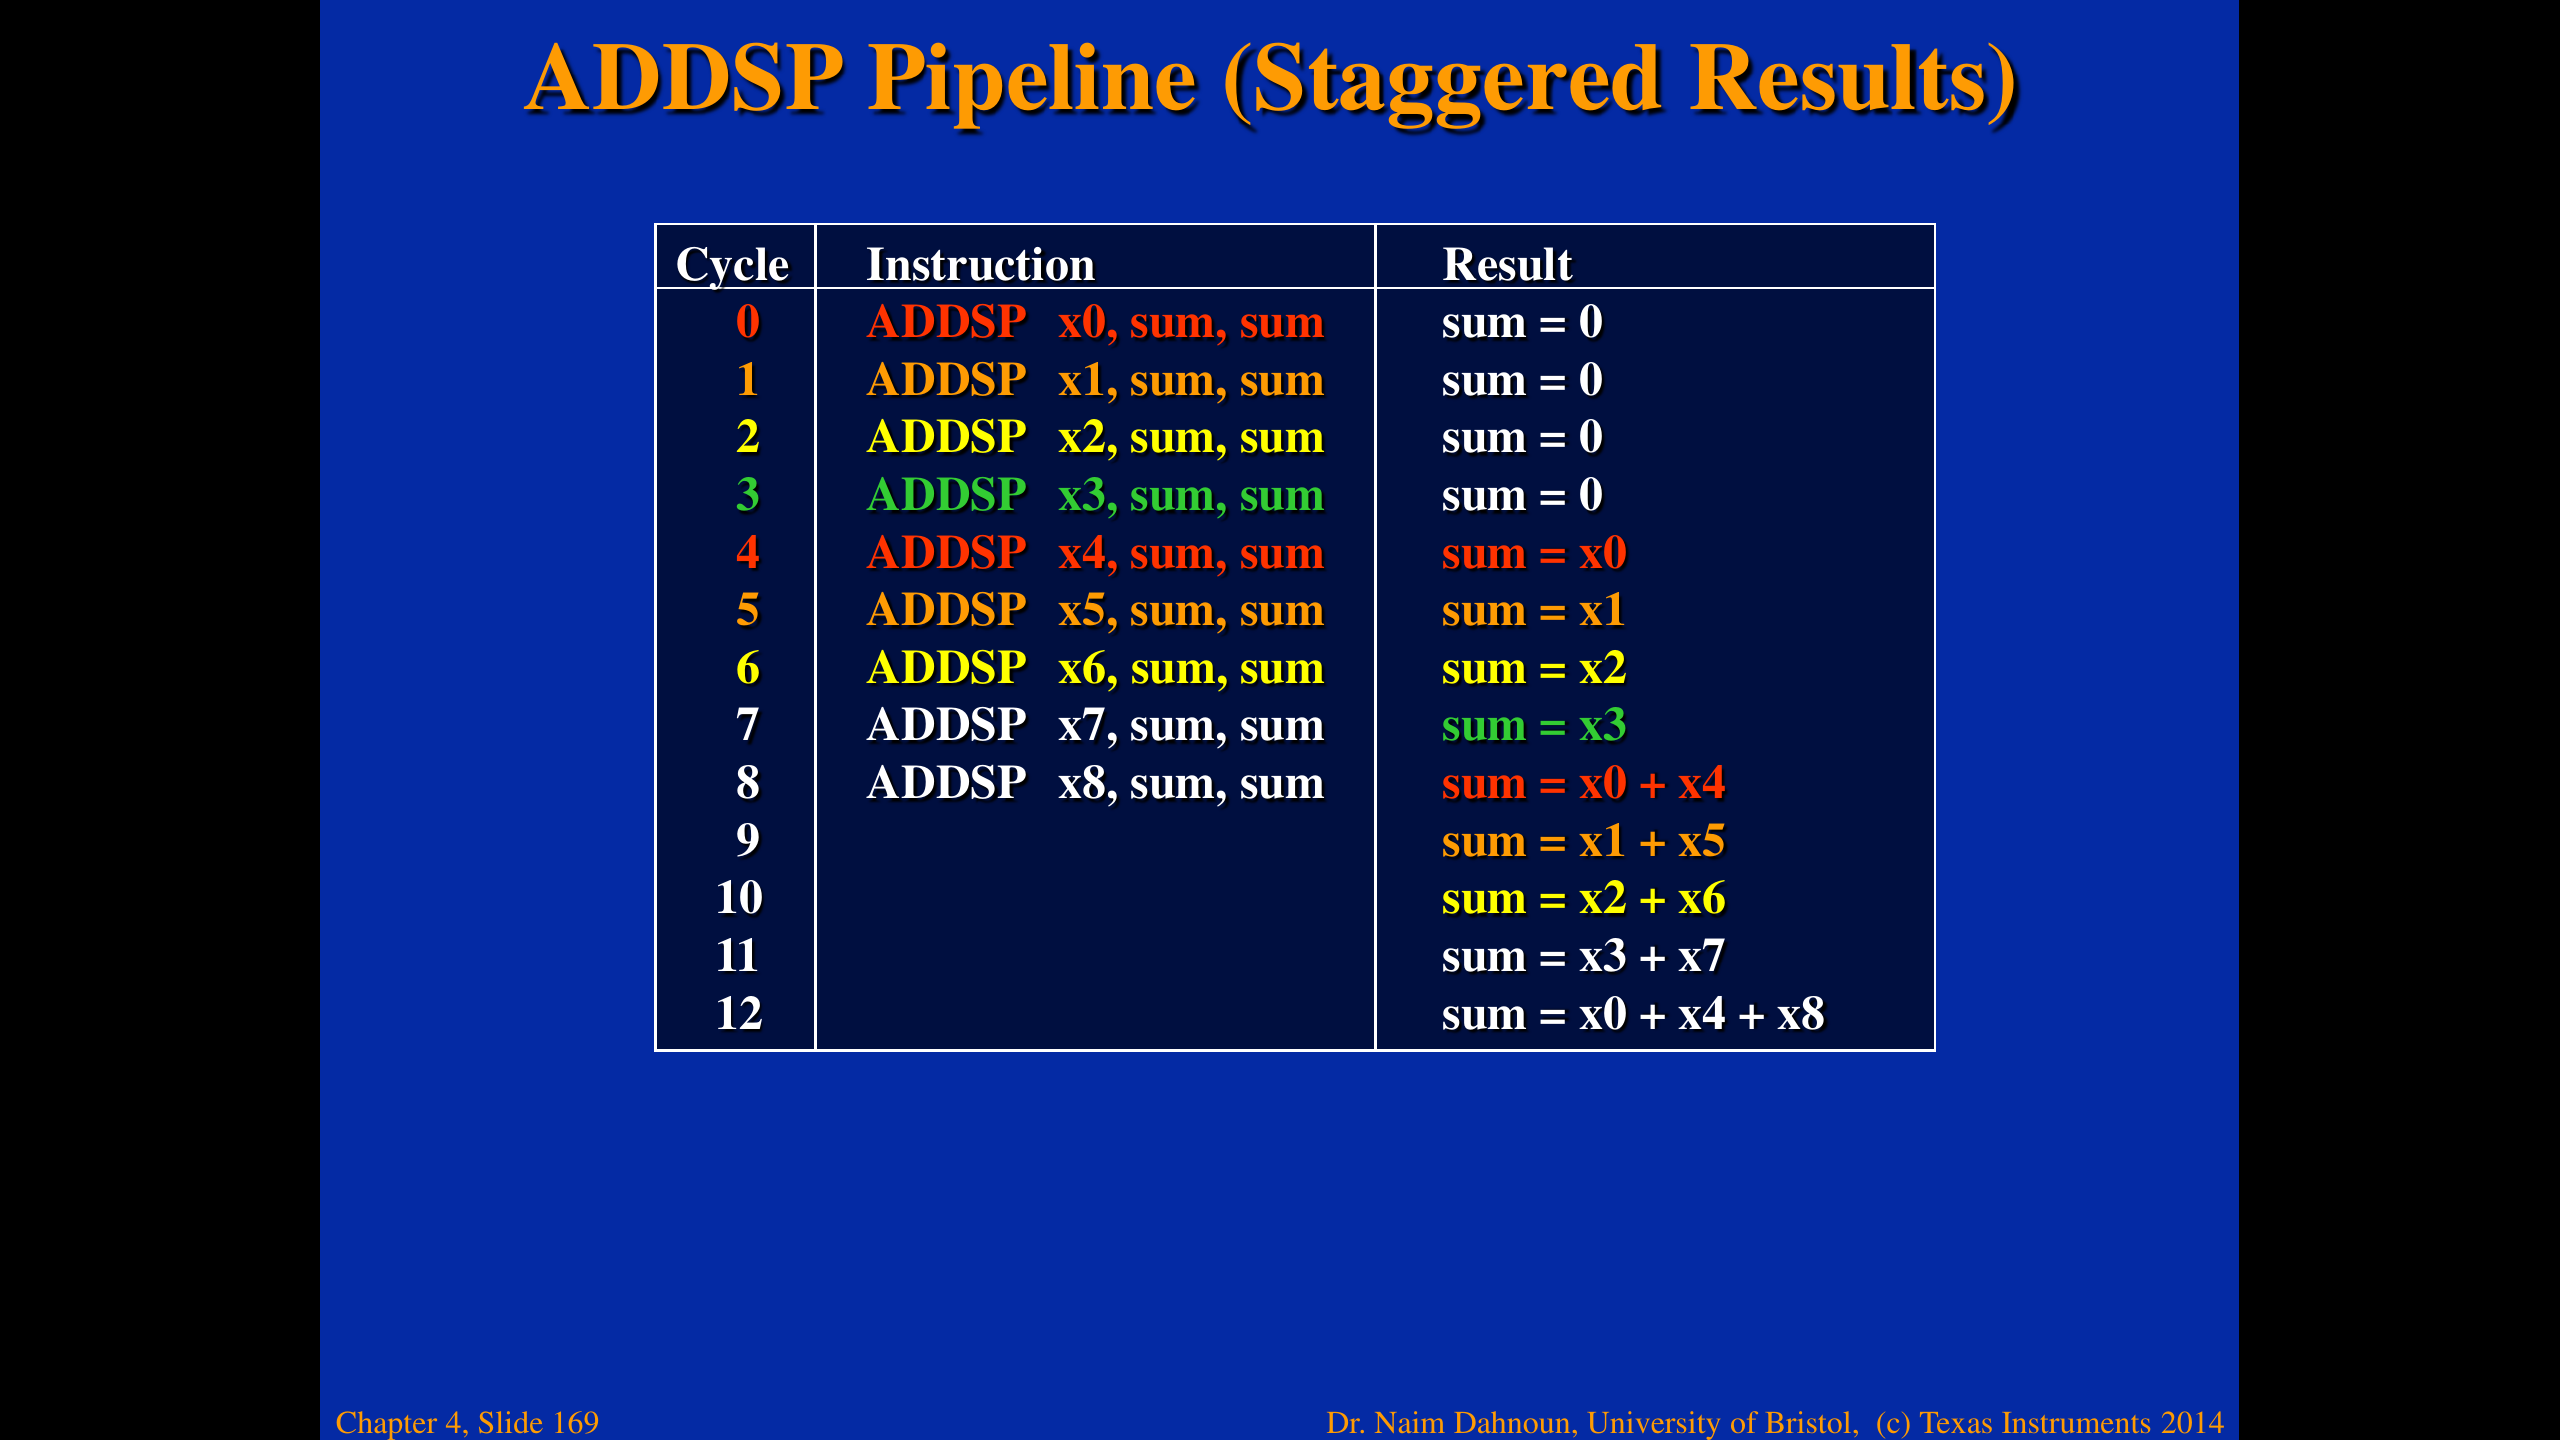 ADDSP Pipeline (Staggered Results)
Cycle Instruction Result
0 ADDSP x0, sum, sum sum = 0
1 ADDSP x1, sum, sum sum = 0
2 ADDSP x2, sum, sum sum = 0
3 ADDSP x3, sum, sum sum = 0
4 ADDSP x4, sum, sum sum = x0
5 ADDSP x5, sum, sum sum = x1
6 ADDSP x6, sum, sum sum = x2
7 ADDSP x7, sum, sum sum = x3
8 ADDSP x8, sum, sum sum = x0 + x4
9 sum = x1 + x5
10 sum = x2 + x6
11 sum = x3 + x7
12 sum = x0 + x4 + x8
Chapter 4, Slide 169 Dr. Naim Dahnoun, University of Bristol, (c) Texas Instruments 2014